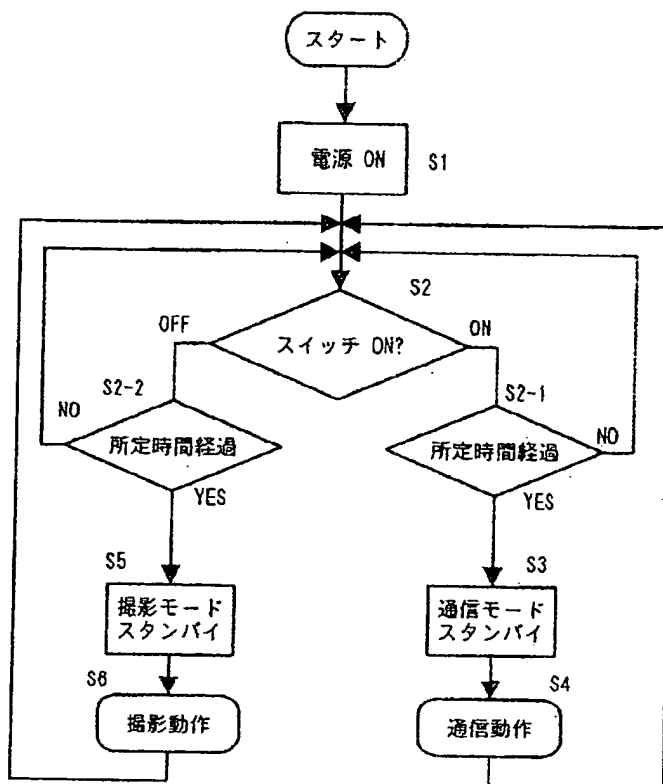 スタート
電源 ON
S1
S2
OFF
スイッチ ON?
ON
S2-2
S2-1
NO
所定時間経過
所定時間経過
NO
YES
YES
S5
S3
撮影モード
スタンバイ
通信モード
スタンバイ
S6
S4
撮影動作
通信動作